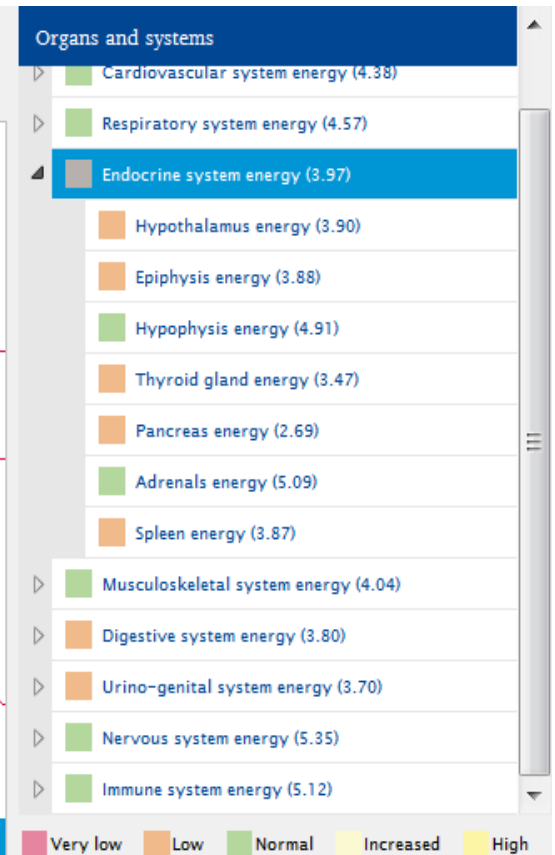 Organs and systems
Cardiovascular system energy (4.38)
Respiratory system energy (4.57)
Endocrine system energy (3.97)
Hypothalamus energy (3.90)
Epiphysis energy (3.88)
Hypophysis energy (4.91)
Thyroid gland energy (3.47)
Pancreas energy (2.69)
Adrenals energy (5.09)
Spleen energy (3.87)
Musculoskeletal system energy (4.04)
Digestive system energy (3.80)
Urino-genital system energy (3.70)
Nervous system energy (5.35)
Immune system energy (5.12)
Very low Low Normal Increased High